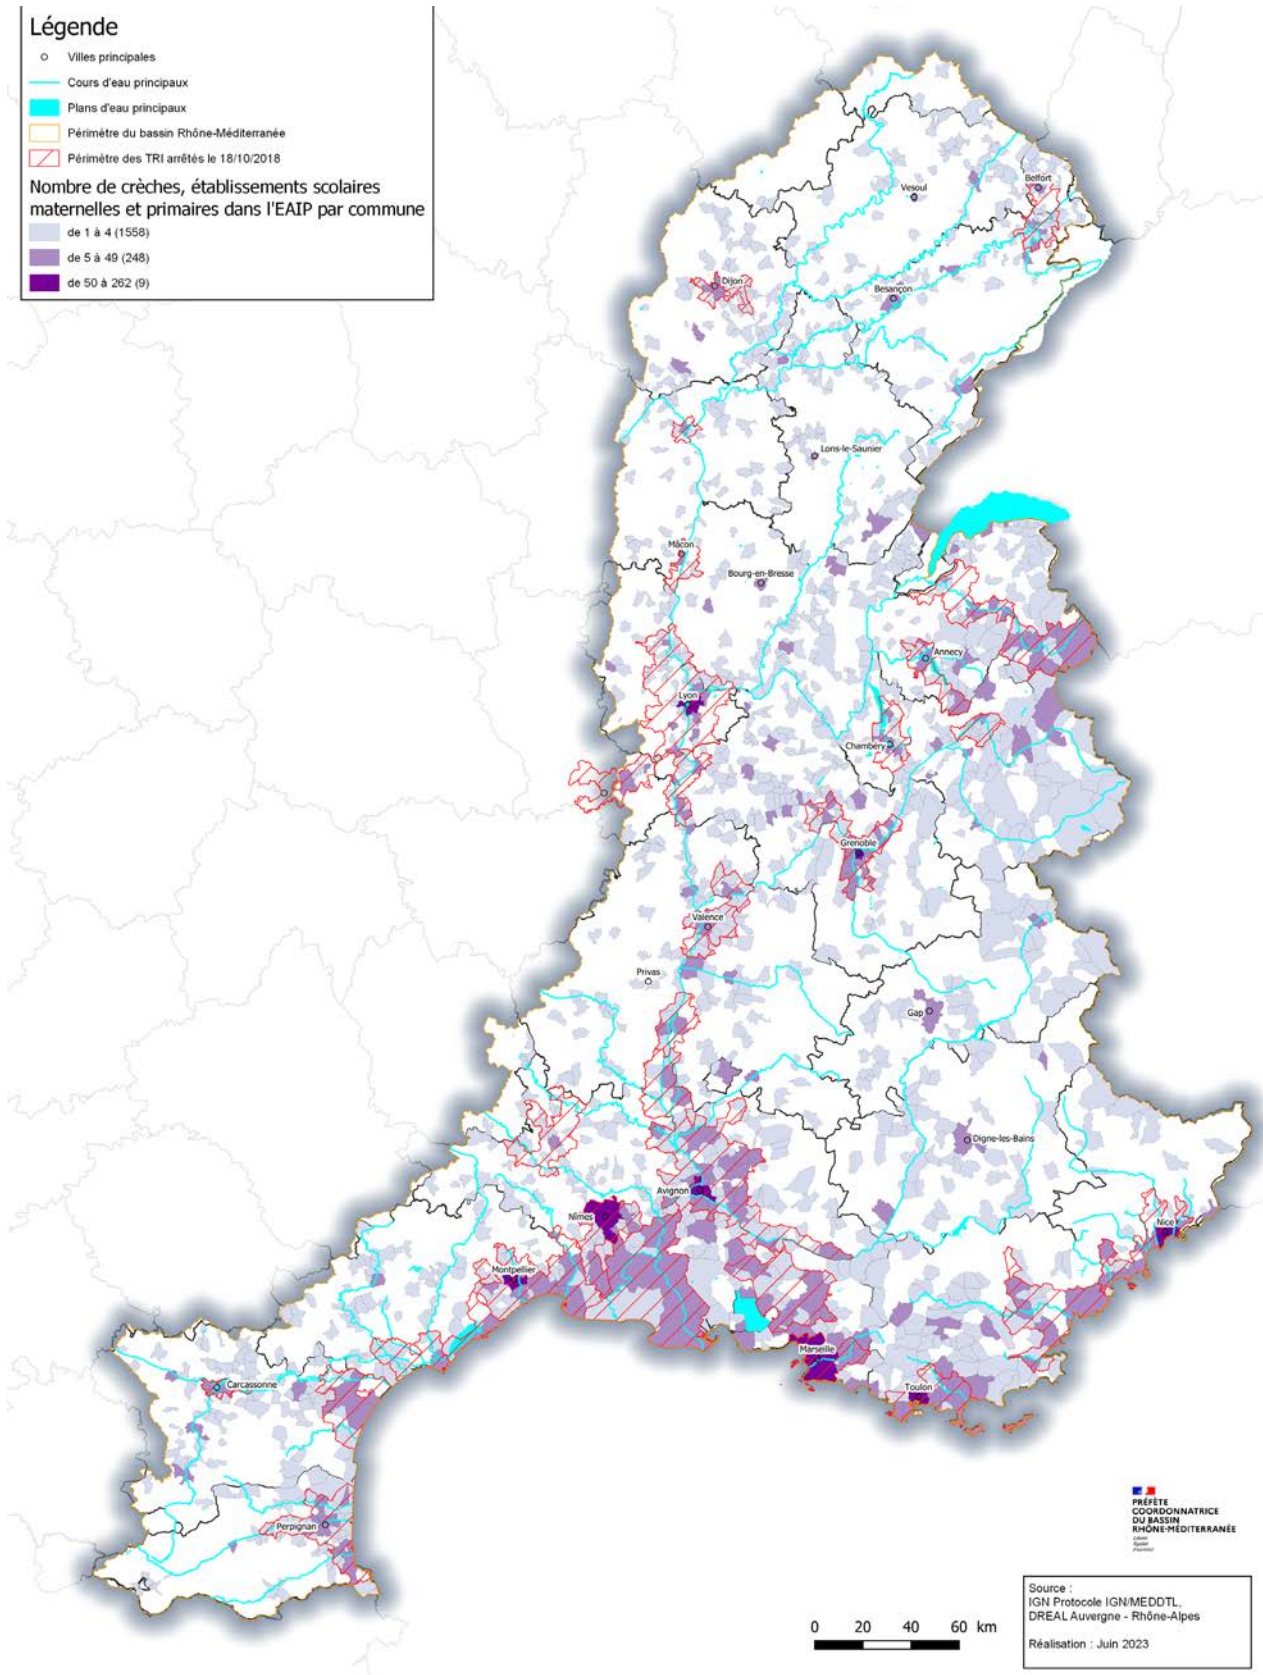 Légende
Villes principales
Cours d'eau principaux
Plans d'eau principaux
Périmètre du bassin Rhône-Méditerranée
Périmètre des TRI arrêtés le 18/10/2018
Nombre de crèches, établissements scolaires
maternelles et primaires dans l'EAIP par commune
de 1 à 4 (1558)
de 5 à 49 (248)
de 50 à 262 (9)
Belfort
Vesoul
Dijon
Besançon
Lons-le-Saunier
Mâcon
Bourg-en-Bresse
Annecy
Lyon
Chambéry
Grenoble
Valence
Privas
Gap
Digne-les-Bains
Avignon
Nîmes
Nice
Montpellier
Marseille
Carcassonne
Toulon
Perpignan
PRÉFÈTE
COORDONNATRICE
DU BASSIN
RHÔNE-MÉDITERRANÉE
Liberté
Égalité
Fraternité
Source :
IGN Protocole IGN/MEDDTL,
DREAL Auvergne - Rhône-Alpes
Réalisation : Juin 2023
0 20 40 60 km